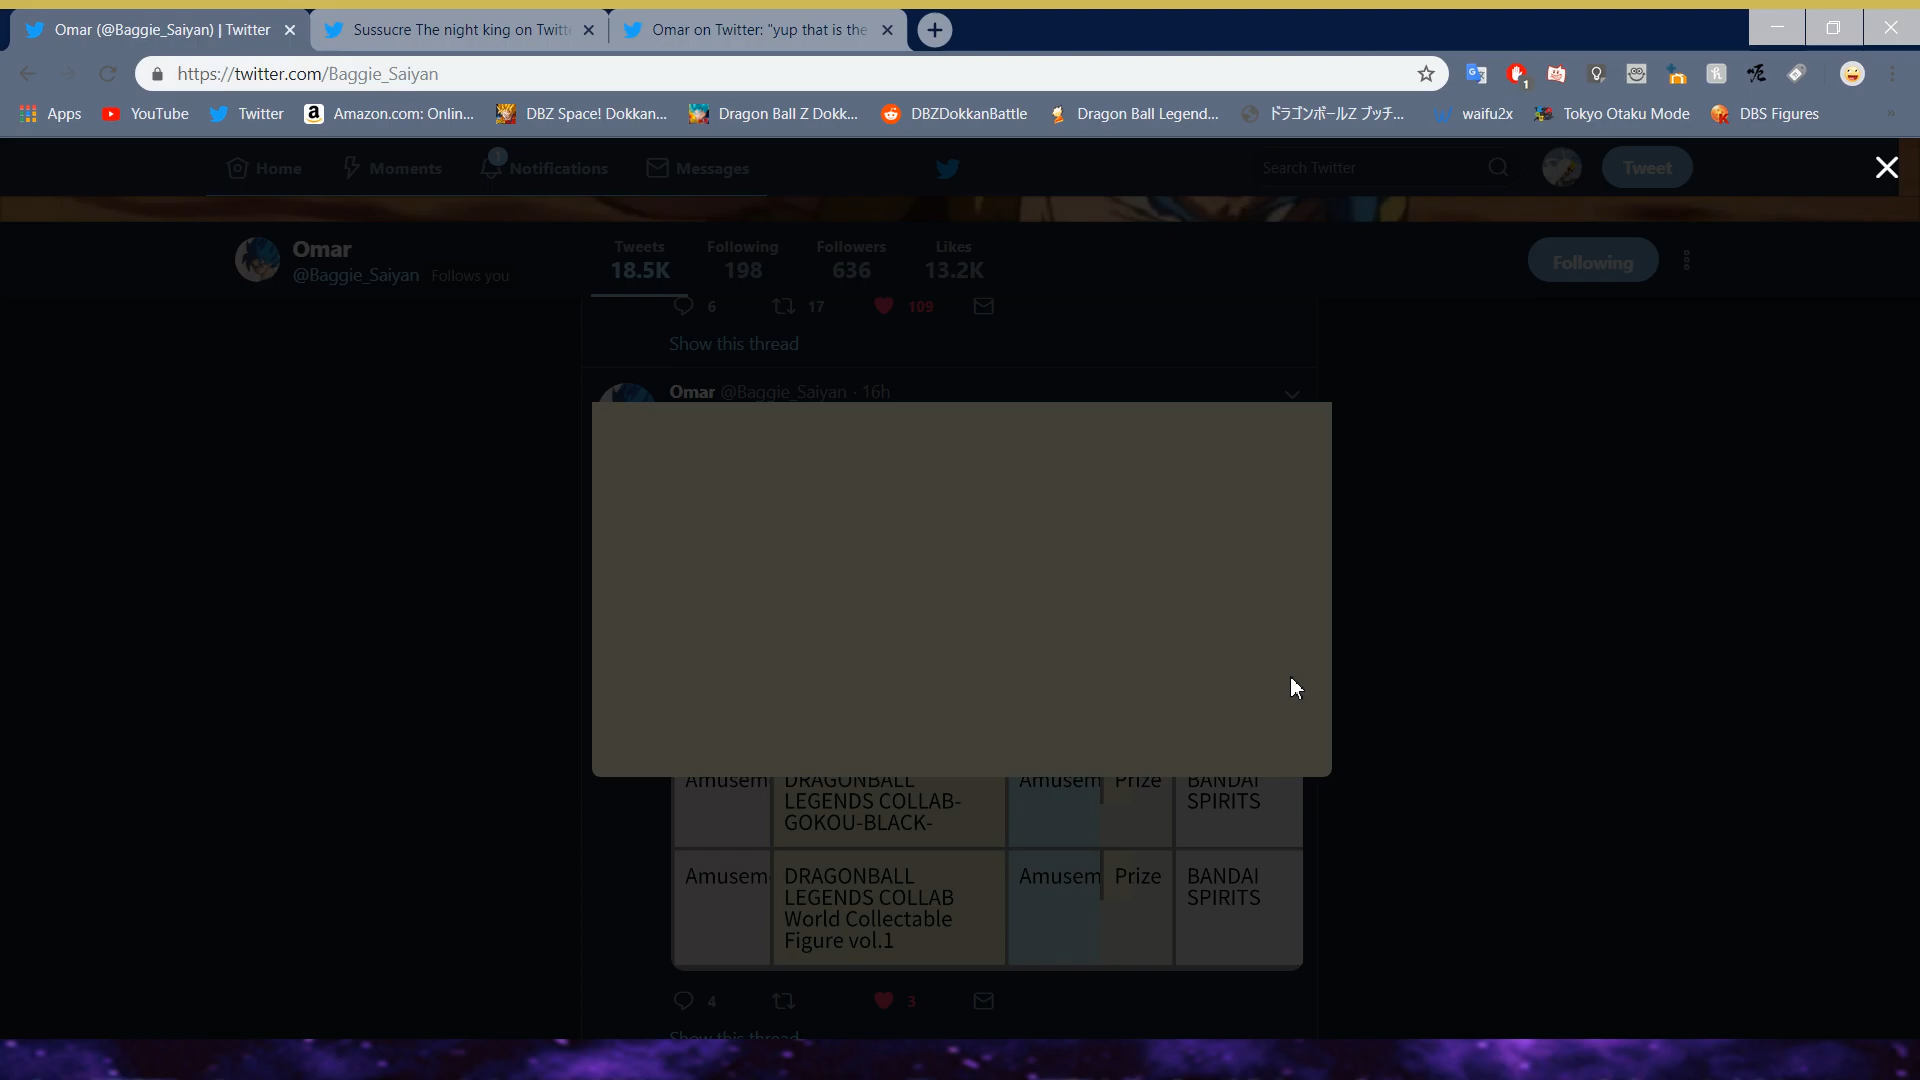 Omar (@Baggie_Saiyan) | Twitter
Sussucre The night king on Twitt
Omar on Twitter: "yup that is the
https://twitter.com/Baggie_Saiyan
1
Apps YouTube Twitter Amazon.com: Onlin... DBZ Space! Dokkan... Dragon Ball Z Dokk... DBZDokkanBattle Dragon Ball Legend... ドラゴンボールZ ブッチ... waifu2x Tokyo Otaku Mode DBS Figures »
Home Moments 1 Notifications Messages Search Twitter Tweet
Omar
@Baggie_Saiyan Follows you
Tweets Following Followers Likes
18.5K 198 636 13.2K
Following
6 17 109
Show this thread
Omar @Baggie_Saiyan · 16h
Amusem DRAGONBALL LEGENDS COLLAB-GOKOU-BLACK- Amusem Prize BANDAI SPIRITS
Amusem DRAGONBALL LEGENDS COLLAB World Collectable Figure vol.1 Amusem Prize BANDAI SPIRITS
4 3
Show this thread